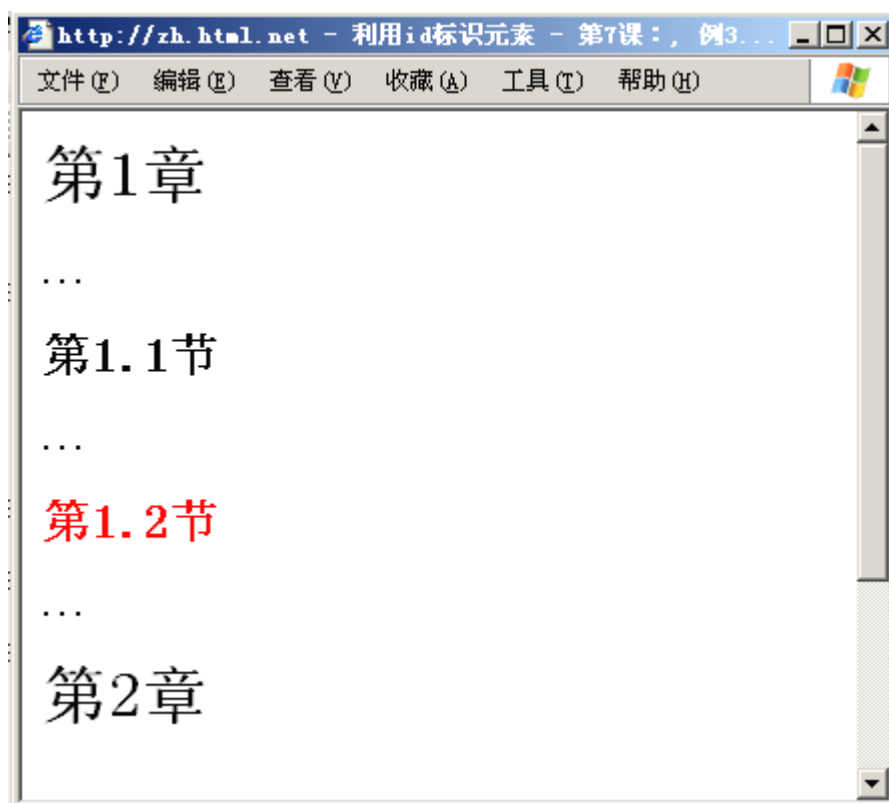 http://zh.html.net - 利用id标识元素 - 第7课：, 例3...
文件(F) 编辑(E) 查看(V) 收藏(A) 工具(T) 帮助(H)
第1章
...
第1.1节
...
第1.2节
...
第2章